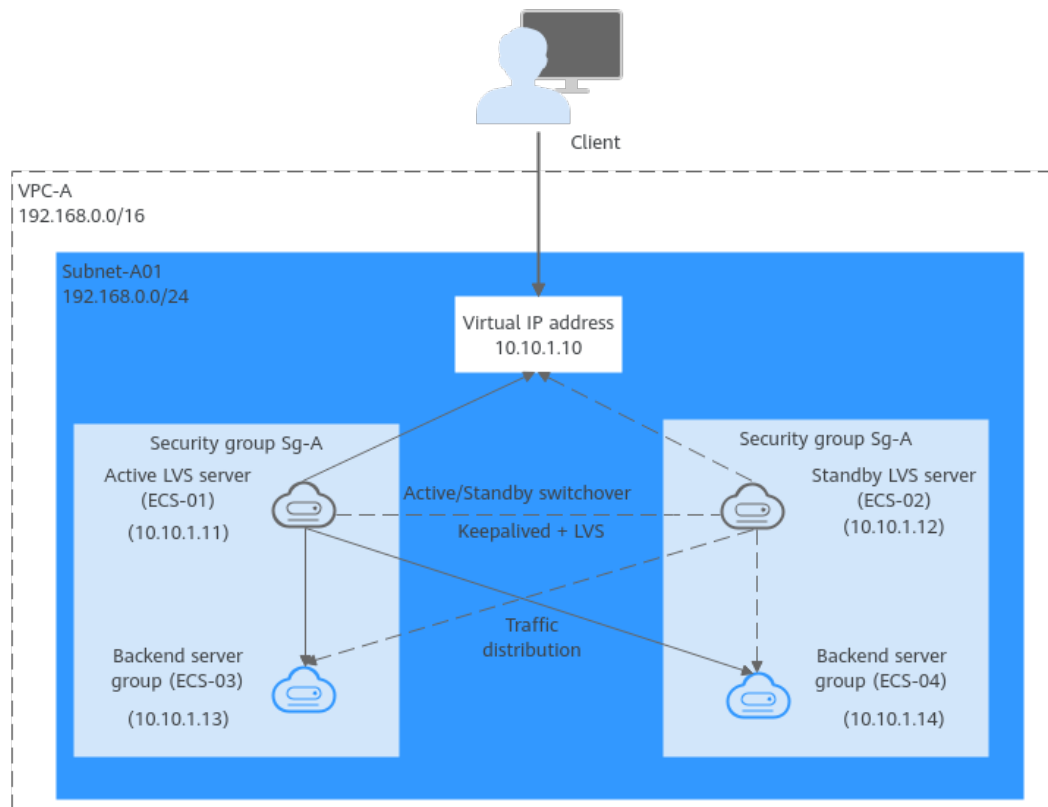 Client
VPC-A
192.168.0.0/16
Subnet-A01
192.168.0.0/24
Virtual IP address
10.10.1.10
Security group Sg-A
Active LVS server
(ECS-01)
(10.10.1.11)
Active/Standby switchover
Keepalived + LVS
Security group Sg-A
Standby LVS server
(ECS-02)
(10.10.1.12)
Traffic
distribution
Backend server
group (ECS-03)
(10.10.1.13)
Backend server
group (ECS-04)
(10.10.1.14)